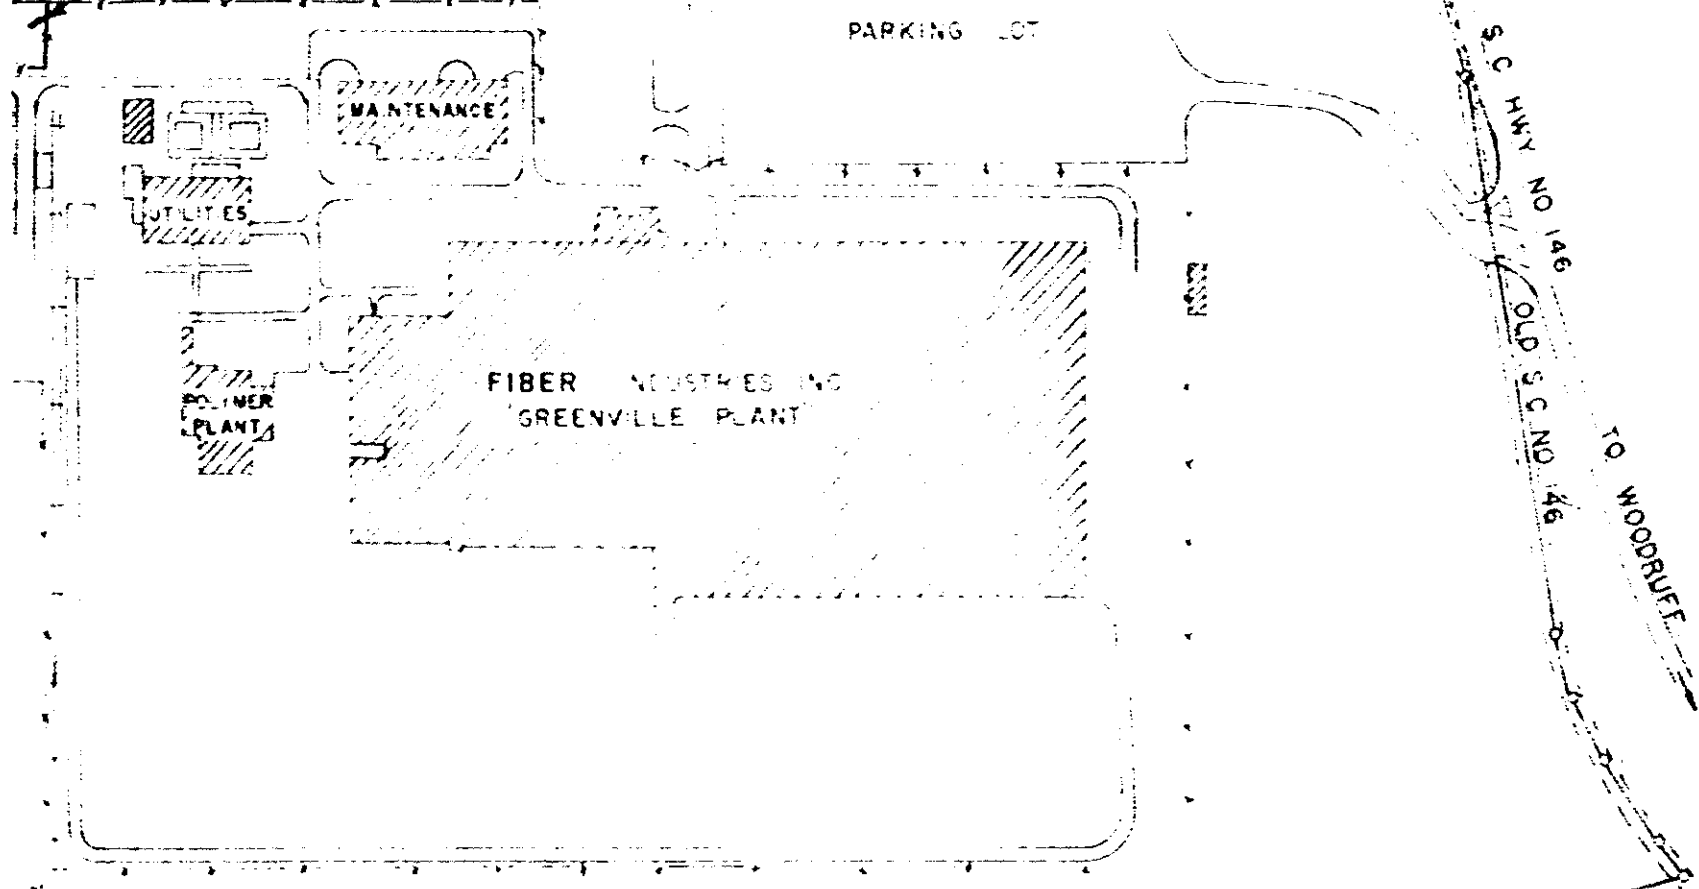 PARKING LOT
S. C. HWY NO 146
MAINTENANCE
UTILITIES
OLD S C NO 146
FIBER INDUSTRIES INC
GREENVILLE PLANT
POLYMER
PLANT
TO WOODRUFF